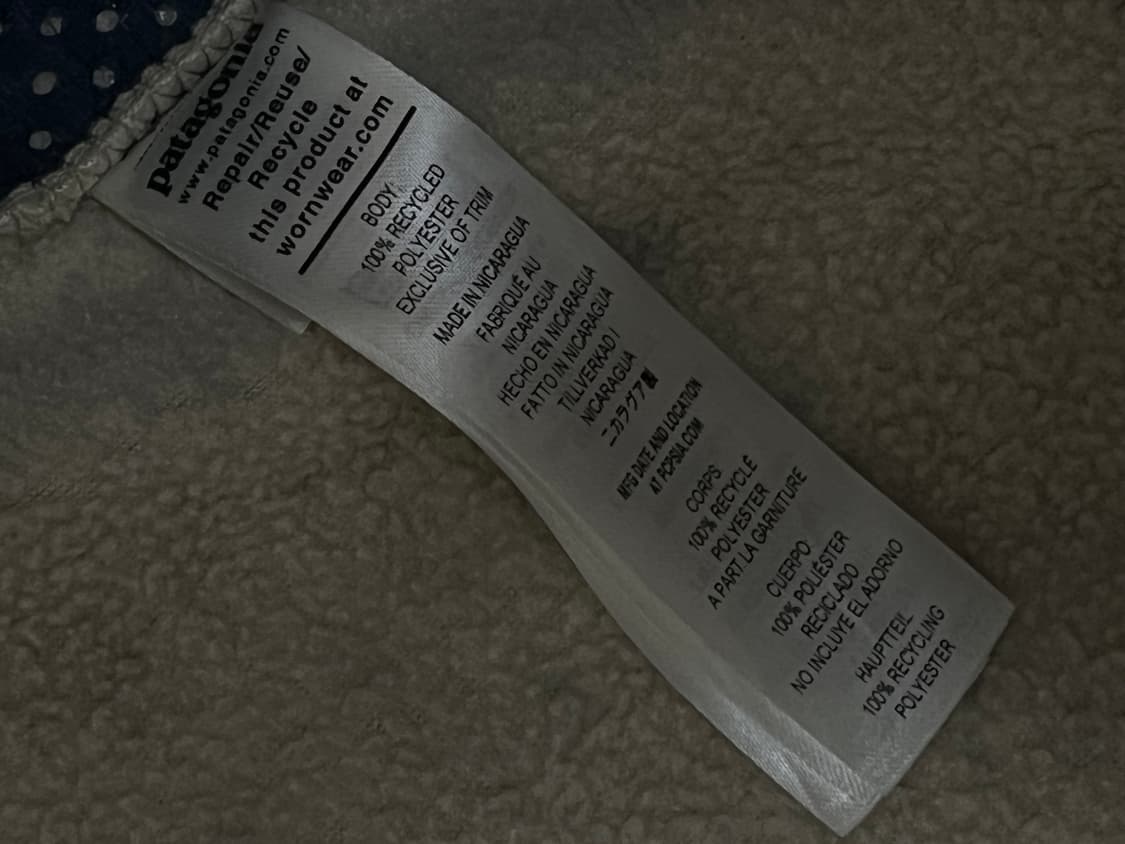 patagonia
www.patagonia.com
Repair/Reuse/
Recycle
this product at
wornwear.com
BODY:
100% RECYCLED
POLYESTER
EXCLUSIVE OF TRIM
MADE IN NICARAGUA
FABRIQUÉ AU
NICARAGUA
HECHO EN NICARAGUA
FATTO IN NICARAGUA
TILLVERKAD I
NICARAGUA
ニカラグア製
MFG DATE AND LOCATION
AT PCPSIA.COM
CORPS
100% RECYCLÉ
POLYESTER
A PART LA GARNITURE
CUERPO:
100% POLIÉSTER
RECICLADO
NO INCLUYE EL ADORNO
HAUPTTEIL
100% RECYCLING
POLYESTER